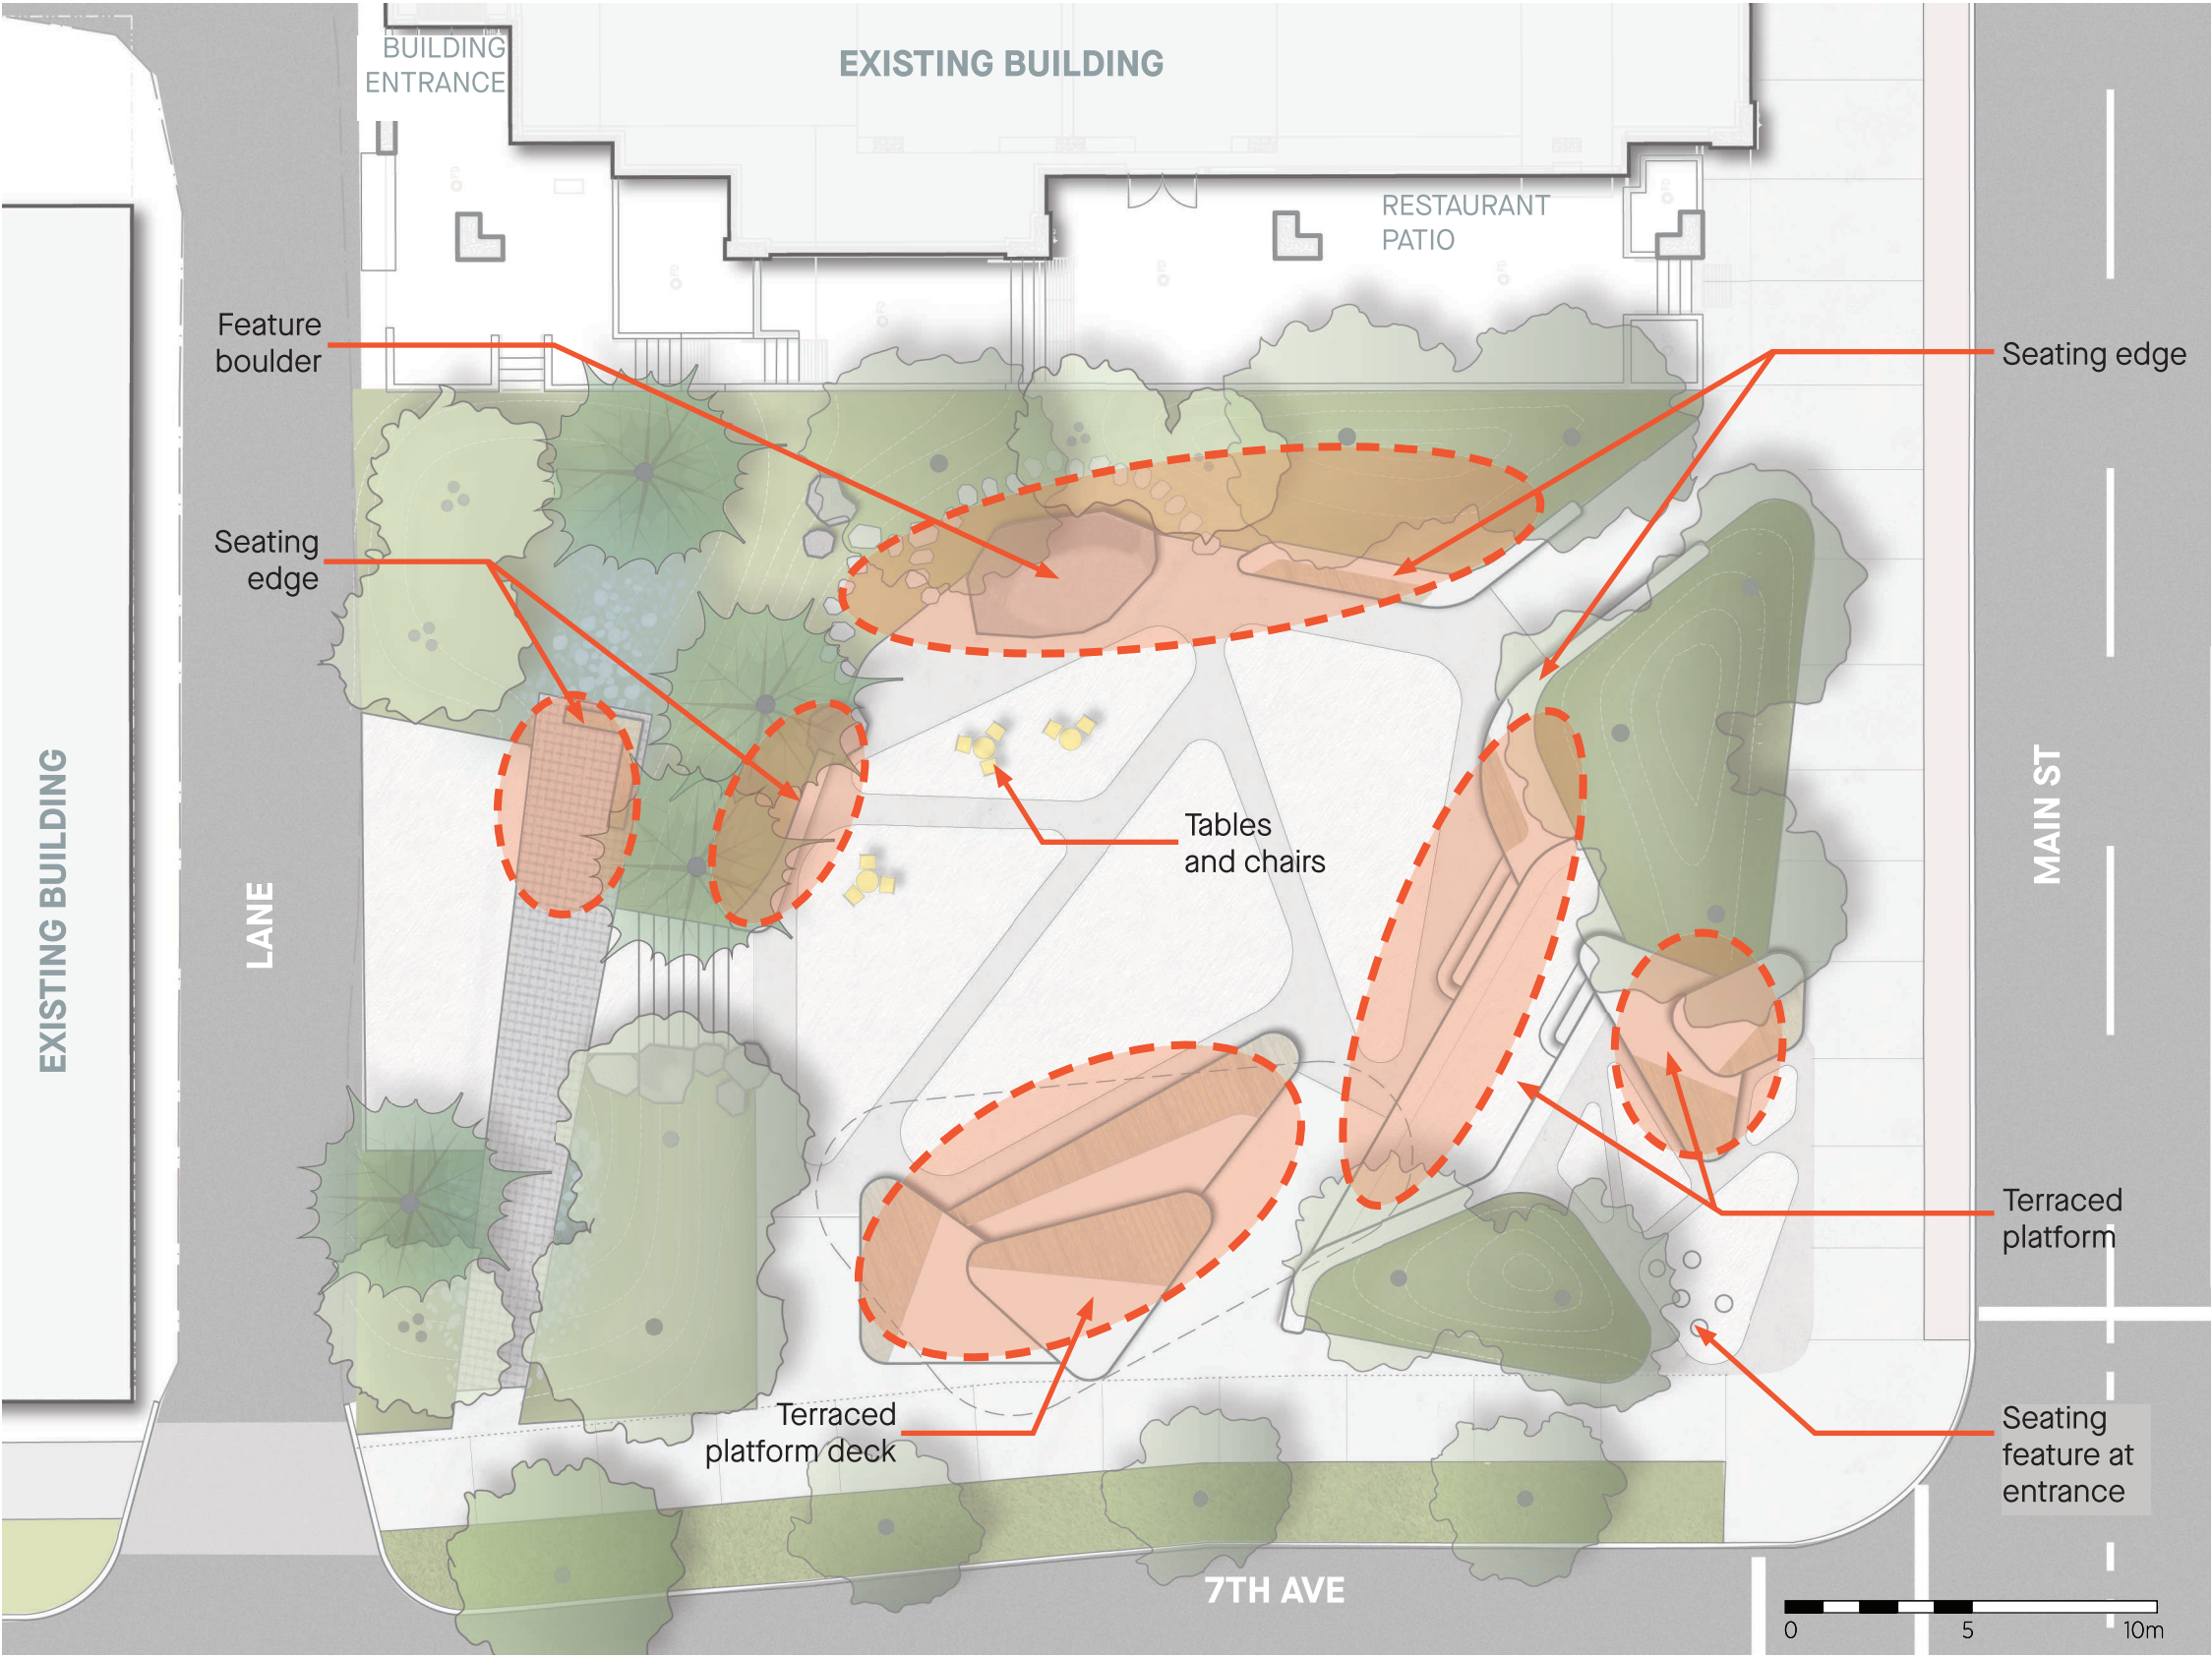 BUILDING
ENTRANCE
EXISTING BUILDING
RESTAURANT
PATIO
Feature
boulder
Seating edge
Seating
edge
Tables
and chairs
EXISTING BUILDING
LANE
MAIN ST
Terraced
platform
Terraced
platform deck
Seating
feature at
entrance
7TH AVE
0 5 10m